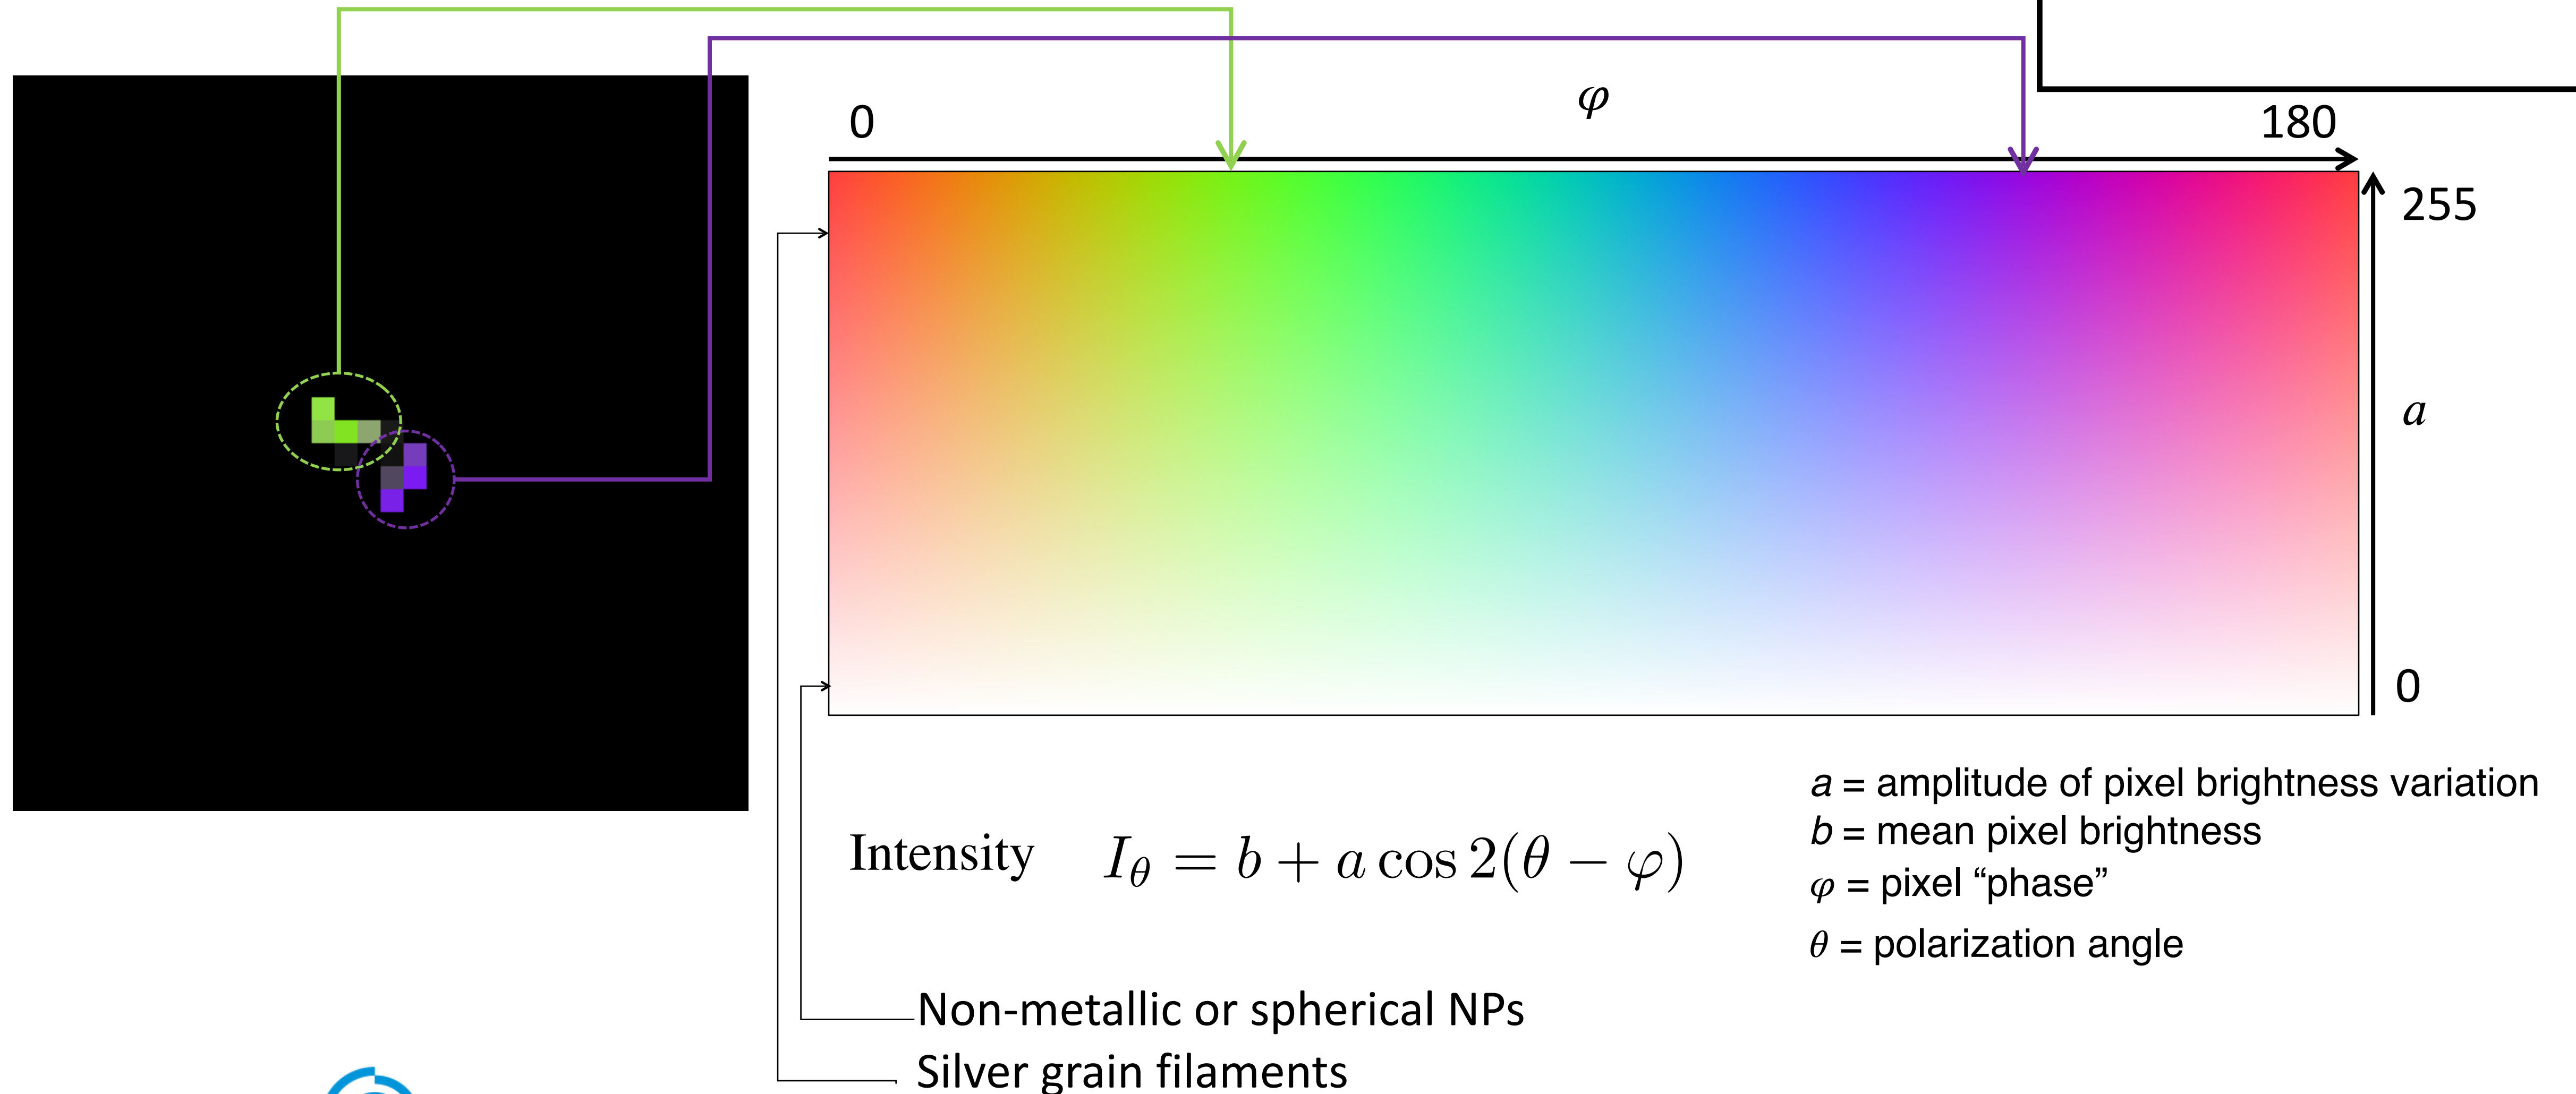 φ
0
180
255
a
0
Intensity I_θ = b + a cos 2(θ − φ)
a = amplitude of pixel brightness variation
b = mean pixel brightness
φ = pixel “phase”
θ = polarization angle
Non-metallic or spherical NPs
Silver grain filaments